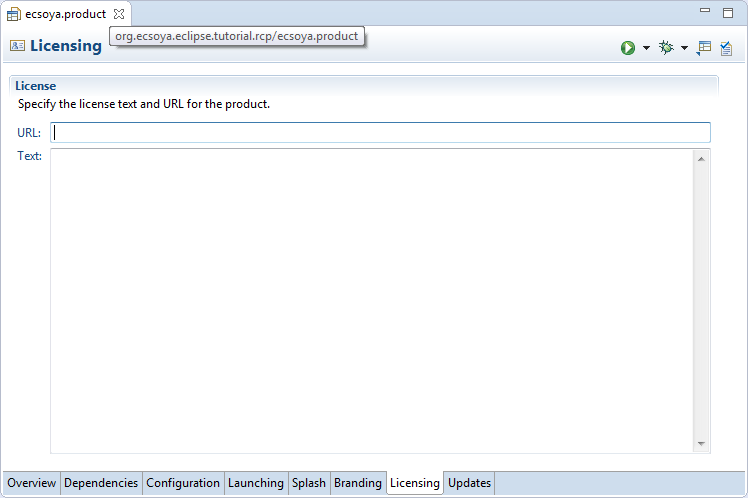 ecsoya.product
org.ecsoya.eclipse.tutorial.rcp/ecsoya.product
Licensing
License
Specify the license text and URL for the product.
URL:
Text:
Overview Dependencies Configuration Launching Splash Branding Licensing Updates